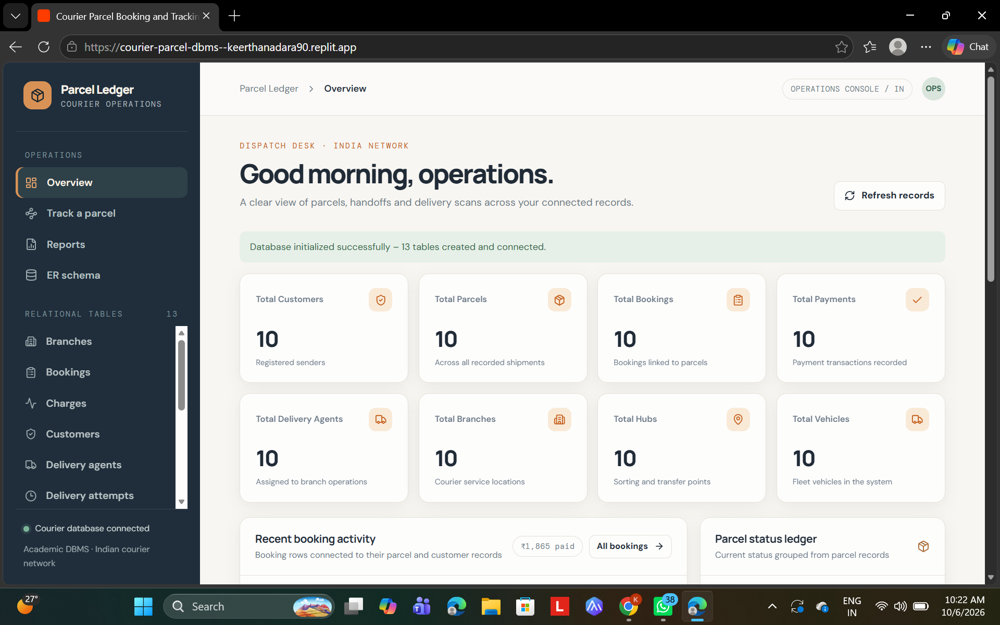 Courier Parcel Booking and Trackin
https://courier-parcel-dbms--keerthanadara90.replit.app
Chat
Parcel Ledger
COURIER OPERATIONS
OPERATIONS
Overview
Track a parcel
Reports
ER schema
RELATIONAL TABLES 13
Branches
Bookings
Charges
Customers
Delivery agents
Delivery attempts
Courier database connected
Academic DBMS · Indian courier
network
Parcel Ledger > Overview
OPERATIONS CONSOLE / IN
OPS
DISPATCH DESK · INDIA NETWORK
Good morning, operations.
A clear view of parcels, handoffs and delivery scans across your connected records.
Refresh records
Database initialized successfully – 13 tables created and connected.
Total Customers
10
Registered senders
Total Parcels
10
Across all recorded shipments
Total Bookings
10
Bookings linked to parcels
Total Payments
10
Payment transactions recorded
Total Delivery Agents
10
Assigned to branch operations
Total Branches
10
Courier service locations
Total Hubs
10
Sorting and transfer points
Total Vehicles
10
Fleet vehicles in the system
Recent booking activity
Booking rows connected to their parcel and customer records
₹1,865 paid
All bookings →
Parcel status ledger
Current status grouped from parcel records
27°
Search
T
L
K
38
ENG
IN
10:22 AM
10/6/2026